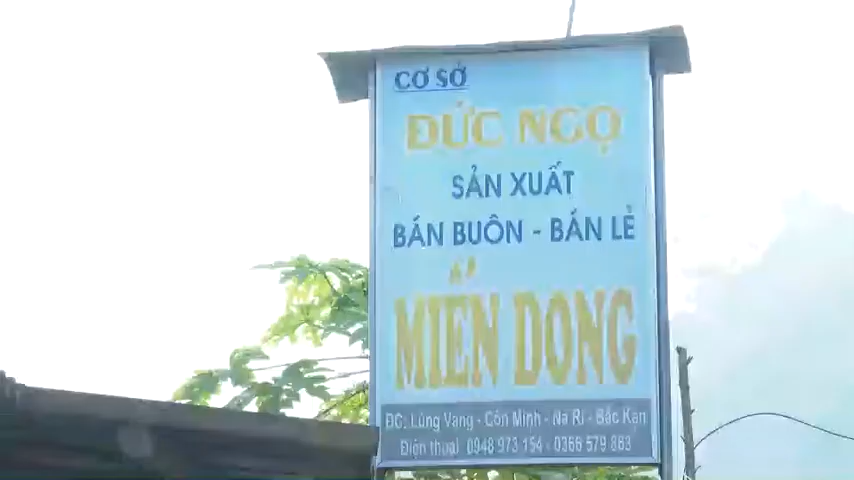 CƠ SỞ
ĐỨC NGỌ
SẢN XUẤT
BÁN BUÔN - BÁN LẺ
MIẾN DONG
ĐC: Lũng Vang - Côn Minh - Na Rì - Bắc Kạn
Điện thoại: 0948 973 154 - 0366 579 863